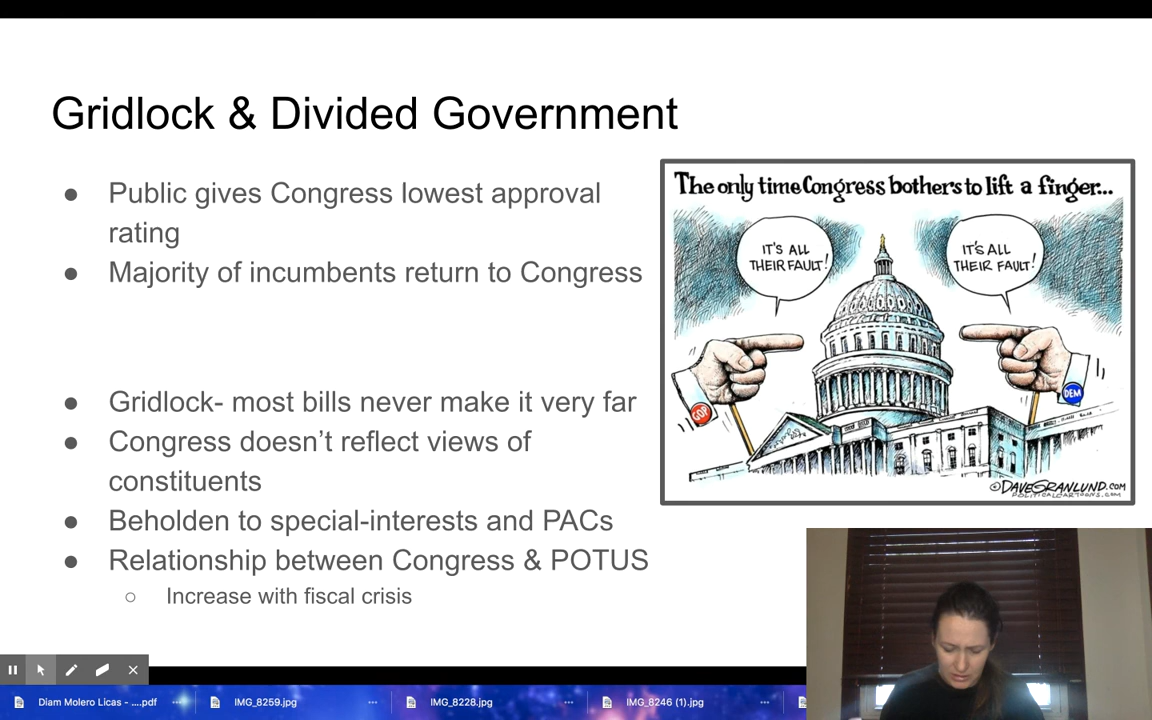 Gridlock & Divided Government
● Public gives Congress lowest approval
rating
● Majority of incumbents return to Congress
● Gridlock- most bills never make it very far
● Congress doesn’t reflect views of
constituents
● Beholden to special-interests and PACs
● Relationship between Congress & POTUS
○ Increase with fiscal crisis
The only time Congress bothers to lift a finger...
IT'S ALL
THEIR FAULT!
IT'S ALL
THEIR FAULT!
GOP
DEM
©DAVEGRANLUND.COM
POLITICALCARTOONS.COM
Diam Molero Licas - ....pdf
IMG_8259.jpg
IMG_8228.jpg
IMG_8246 (1).jpg